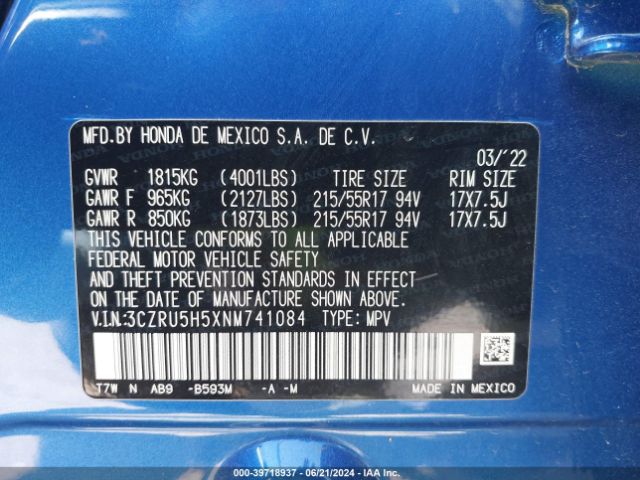 MFD.BY HONDA DE MEXICO S.A. DE C.V.
03/'22
GVWR 1815KG (4001LBS) TIRE SIZE RIM SIZE
GAWR F 965KG (2127LBS) 215/55R17 94V 17X7.5J
GAWR R 850KG (1873LBS) 215/55R17 94V 17X7.5J
THIS VEHICLE CONFORMS TO ALL APPLICABLE
FEDERAL MOTOR VEHICLE SAFETY
AND THEFT PREVENTION STANDARDS IN EFFECT
ON THE DATE OF MANUFACTURE SHOWN ABOVE.
V.I.N.:3CZRU5H5XNM741084 TYPE: MPV
T7W N AB9 -B593M -A -M MADE IN MEXICO
000-39718937 - 06/21/2024 - IAA Inc.